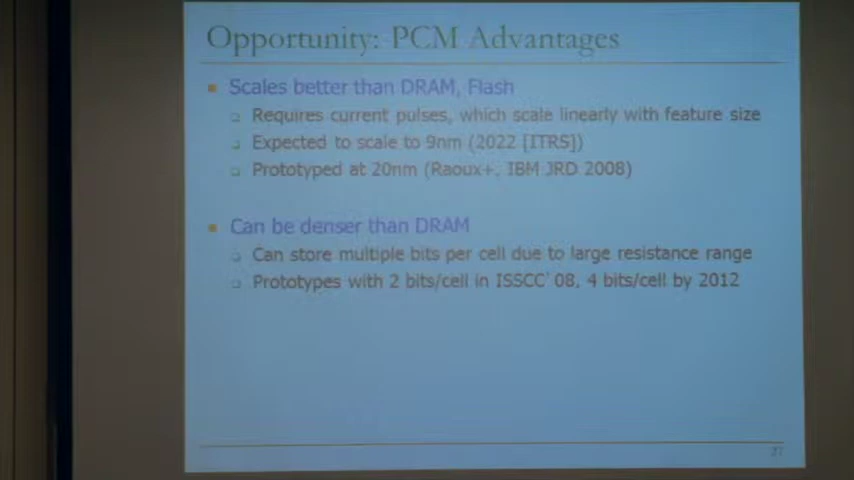 Opportunity: PCM Advantages
Scales better than DRAM, Flash
Requires current pulses, which scale linearly with feature size
Expected to scale to 9nm (2022 [ITRS])
Prototyped at 20nm (Raoux+, IBM JRD 2008)
Can be denser than DRAM
Can store multiple bits per cell due to large resistance range
Prototypes with 2 bits/cell in ISSCC' 08, 4 bits/cell by 2012